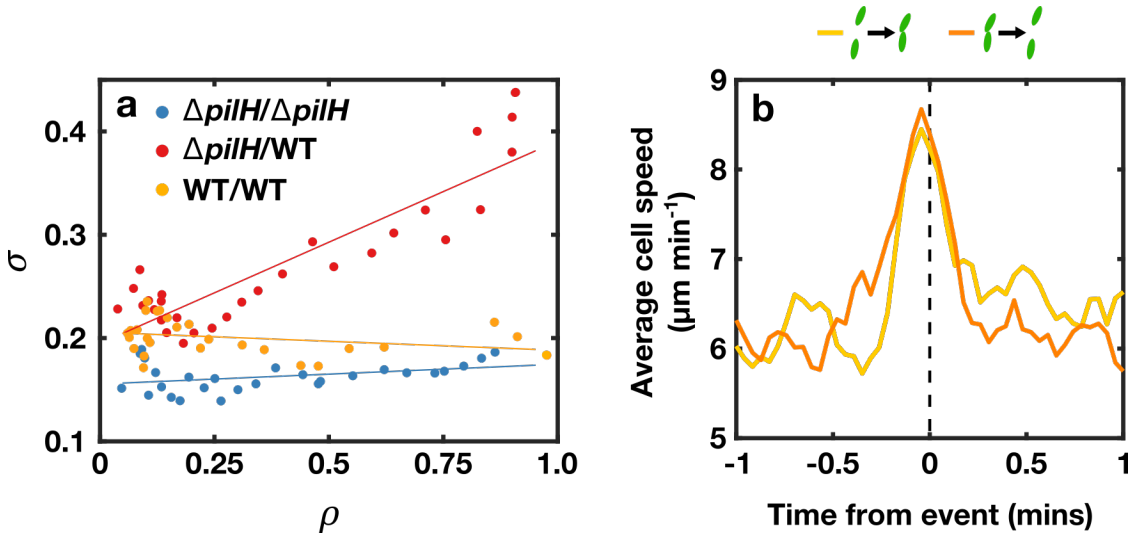 a
ΔpilH/ΔpilH
ΔpilH/WT
WT/WT
0.4
0.3
0.2
0.1
σ
0
0.25
0.5
0.75
1.0
ρ
b
9
8
7
6
5
Average cell speed
(µm min⁻¹)
-1
-0.5
0
0.5
1
Time from event (mins)